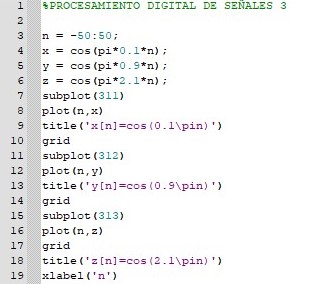 1 %PROCESAMIENTO DIGITAL DE SEÑALES 3
2
3 n = -50:50;
4 x = cos(pi*0.1*n);
5 y = cos(pi*0.9*n);
6 z = cos(pi*2.1*n);
7 subplot(311)
8 plot(n,x)
9 title('x[n]=cos(0.1\pin)')
10 grid
11 subplot(312)
12 plot(n,y)
13 title('y[n]=cos(0.9\pin)')
14 grid
15 subplot(313)
16 plot(n,z)
17 grid
18 title('z[n]=cos(2.1\pin)')
19 xlabel('n')